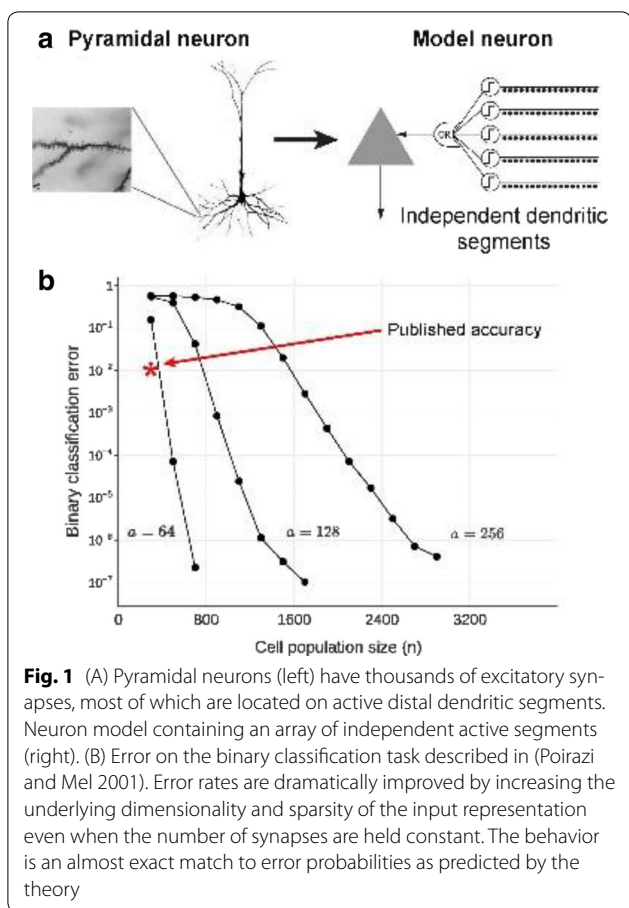 a Pyramidal neuron Model neuron
OR
Independent dendritic
segments
b
1
10⁻¹
Published accuracy
10⁻²
10⁻³
10⁻⁴
10⁻⁵
10⁻⁶
10⁻⁷
Binary classification error
a = 64
a = 128
a = 256
0 800 1600 2400 3200
Cell population size (n)
Fig. 1 (A) Pyramidal neurons (left) have thousands of excitatory syn-
apses, most of which are located on active distal dendritic segments.
Neuron model containing an array of independent active segments
(right). (B) Error on the binary classification task described in (Poirazi
and Mel 2001). Error rates are dramatically improved by increasing the
underlying dimensionality and sparsity of the input representation
even when the number of synapses are held constant. The behavior
is an almost exact match to error probabilities as predicted by the
theory